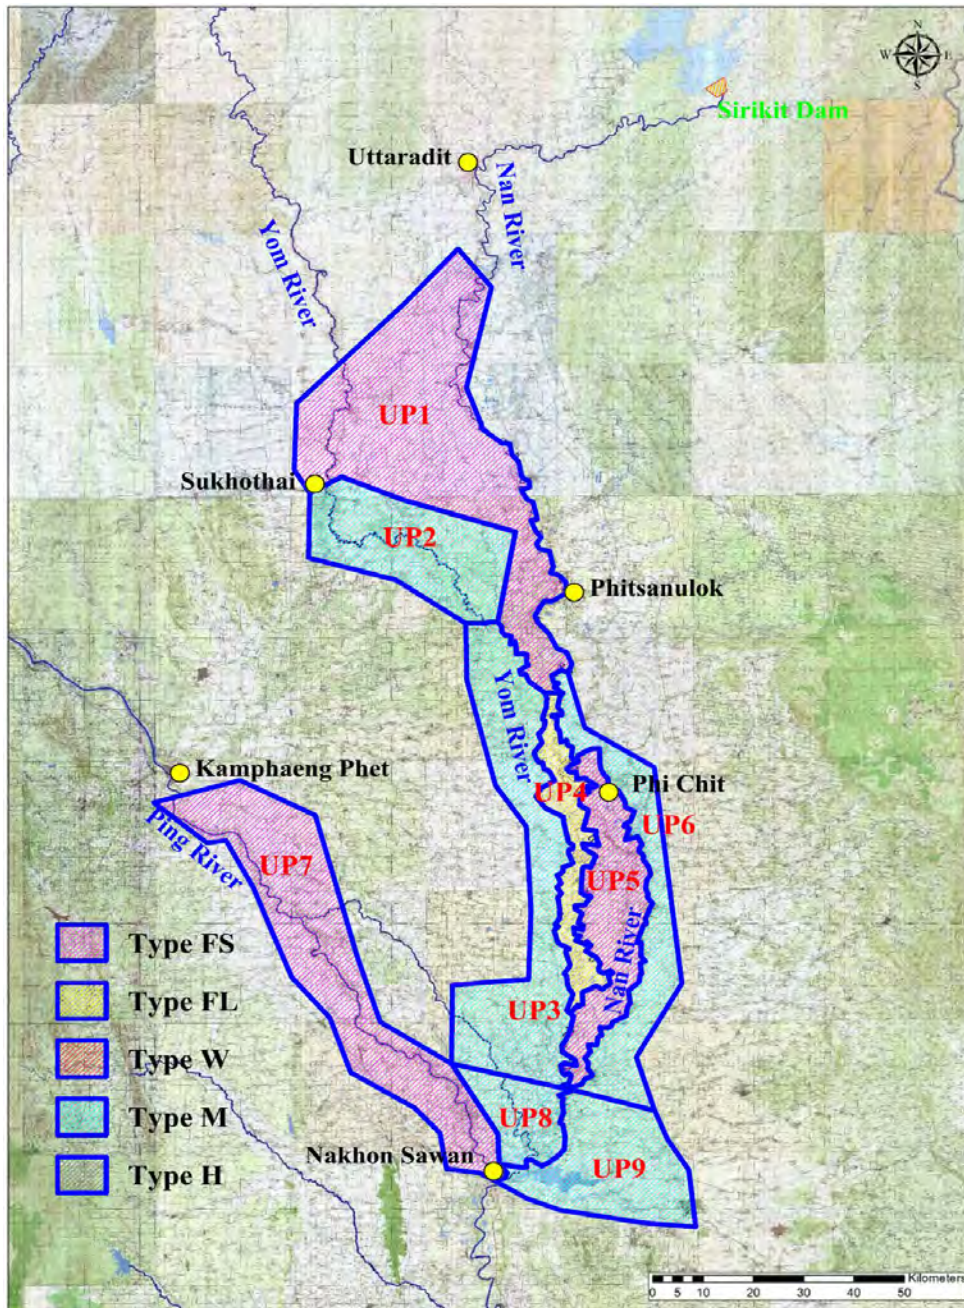 N
W E
S
Sirikit Dam
Uttaradit
Nan River
Yom River
UP1
Sukhothai
UP2
Phitsanulok
Yom River
Kamphaeng Phet
UP4
Phi Chit
UP6
Ping River
UP7
UP5
Nan River
Type FS
Type FL
UP3
Type W
Type M
UP8
Nakhon Sawan
UP9
Type H
Kilometers
0 5 10 20 30 40 50